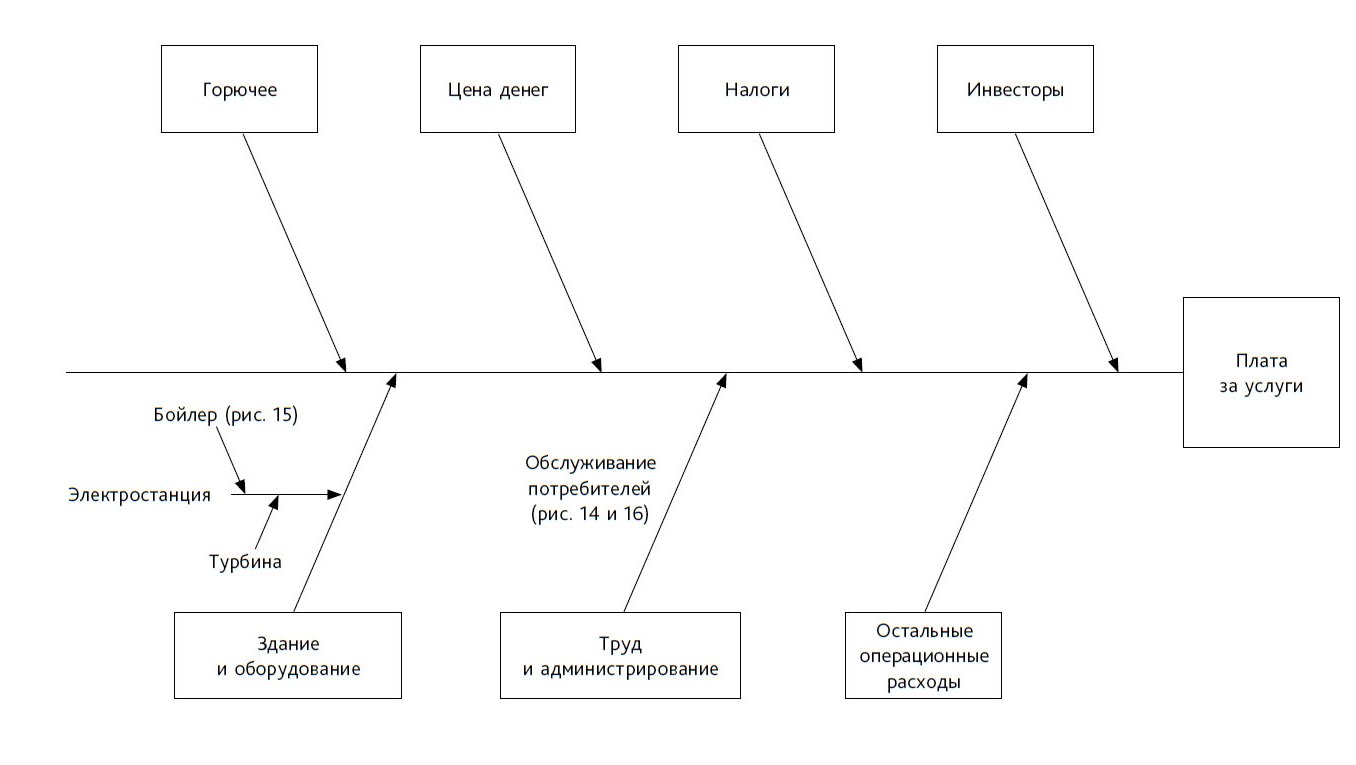 Горючее
Цена денег
Налоги
Инвесторы
Плата
за услуги
Бойлер (рис. 15)
Электростанция
Турбина
Обслуживание
потребителей
(рис. 14 и 16)
Здание
и оборудование
Труд
и администрирование
Остальные
операционные
расходы